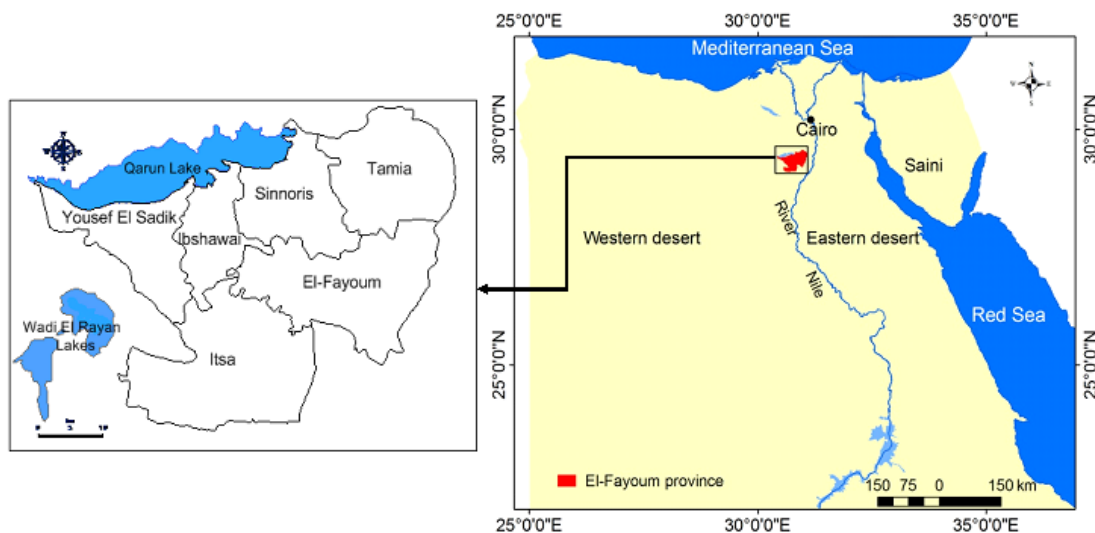 N
W
E
S
Qarun Lake
Tamia
Sinnoris
Yousef El Sadik
Ibshawai
El-Fayoum
Wadi El Rayan
Lakes
Itsa
0
10
25°0'0"E
30°0'0"E
35°0'0"E
Mediterranean Sea
N
W
E
S
30°0'0"N
30°0'0"N
Cairo
Saini
River
Western desert
Eastern desert
Nile
Red Sea
25°0'0"N
25°0'0"N
El-Fayoum province
150 75 0 150 km
25°0'0"E
30°0'0"E
35°0'0"E